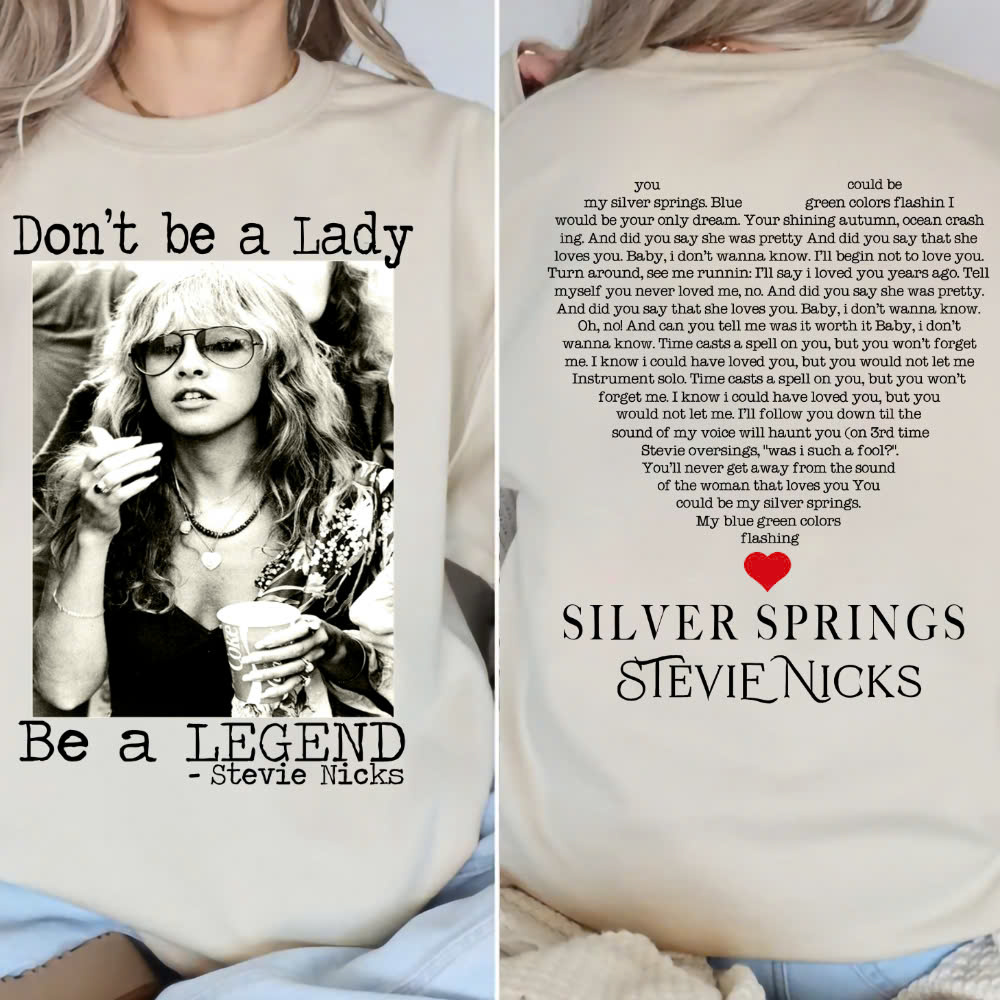 Don't be a Lady
Coke
Be a LEGEND
- Stevie Nicks
you could be
my silver springs. Blue green colors flashin I
would be your only dream. Your shining autumn, ocean crash
ing. And did you say she was pretty And did you say that she
loves you. Baby, i don't wanna know. I'll begin not to love you.
Turn around, see me runnin: I'll say i loved you years ago. Tell
myself you never loved me, no. And did you say she was pretty.
And did you say that she loves you. Baby, i don't wanna know.
Oh, no! And can you tell me was it worth it Baby, i don't
wanna know. Time casts a spell on you, but you won't forget
me. I know i could have loved you, but you would not let me
Instrument solo. Time casts a spell on you, but you won't
forget me. I know i could have loved you, but you
would not let me. I'll follow you down til the
sound of my voice will haunt you (on 3rd time
Stevie oversings, "was i such a fool?".
You'll never get away from the sound
of the woman that loves you You
could be my silver springs.
My blue green colors
flashing
SILVER SPRINGS
STEVIE NICKS